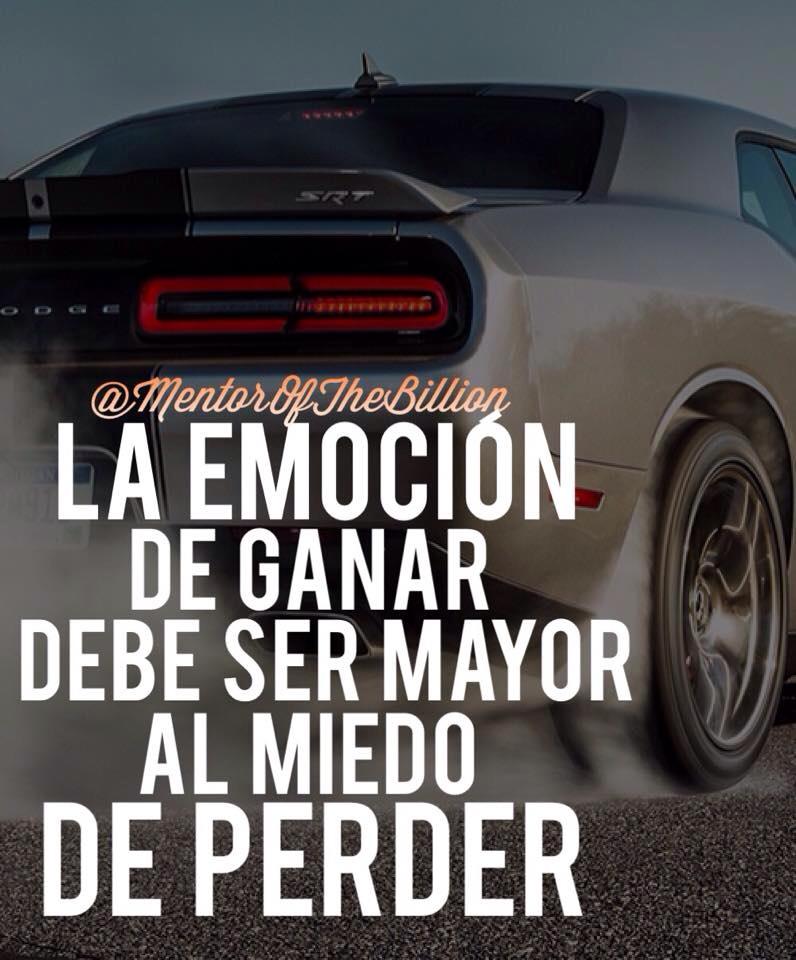 SRT
ODGE
@MentorOfTheBillion
LA EMOCIÓN
DE GANAR
DEBE SER MAYOR
AL MIEDO
DE PERDER